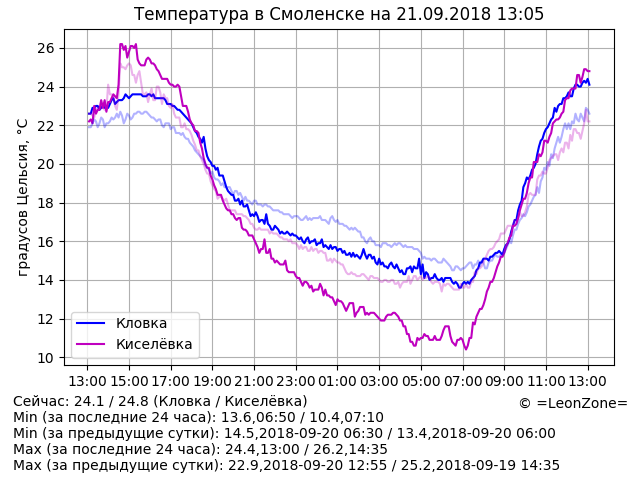 Температура в Смоленске на 21.09.2018 13:05
градусов Цельсия, °C
26
24
22
20
18
16
14
12
10
Кловка
Киселёвка
13:00 15:00 17:00 19:00 21:00 23:00 01:00 03:00 05:00 07:00 09:00 11:00 13:00
Сейчас: 24.1 / 24.8 (Кловка / Киселёвка)
© =LeonZone=
Min (за последние 24 часа): 13.6,06:50 / 10.4,07:10
Min (за предыдущие сутки): 14.5,2018-09-20 06:30 / 13.4,2018-09-20 06:00
Max (за последние 24 часа): 24.4,13:00 / 26.2,14:35
Max (за предыдущие сутки): 22.9,2018-09-20 12:55 / 25.2,2018-09-19 14:35